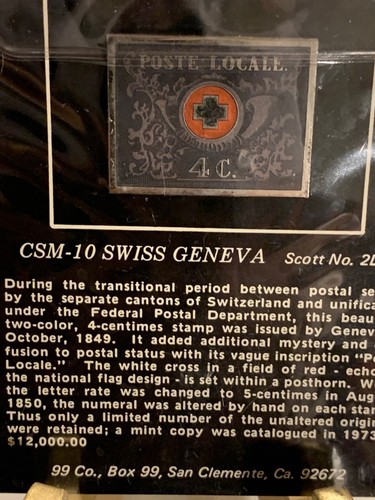 POSTE LOCALE.
4 C.
CSM-10 SWISS GENEVA Scott No. 2L
During the transitional period between postal se
by the separate cantons of Switzerland and unifica
under the Federal Postal Department, this beau
two-color, 4-centimes stamp was issued by Genev
October, 1849. It added additional mystery and
fusion to postal status with its vague inscription "Po
Locale." The white cross in a field of red - echo
the national flag design - is set within a posthorn. W
the letter rate was changed to 5-centimes in Aug
1850, the numeral was altered by hand on each stam
Thus only a limited number of the unaltered origin
were retained; a mint copy was catalogued in 1973
$12,000.00
99 Co., Box 99, San Clemente, Ca. 92672